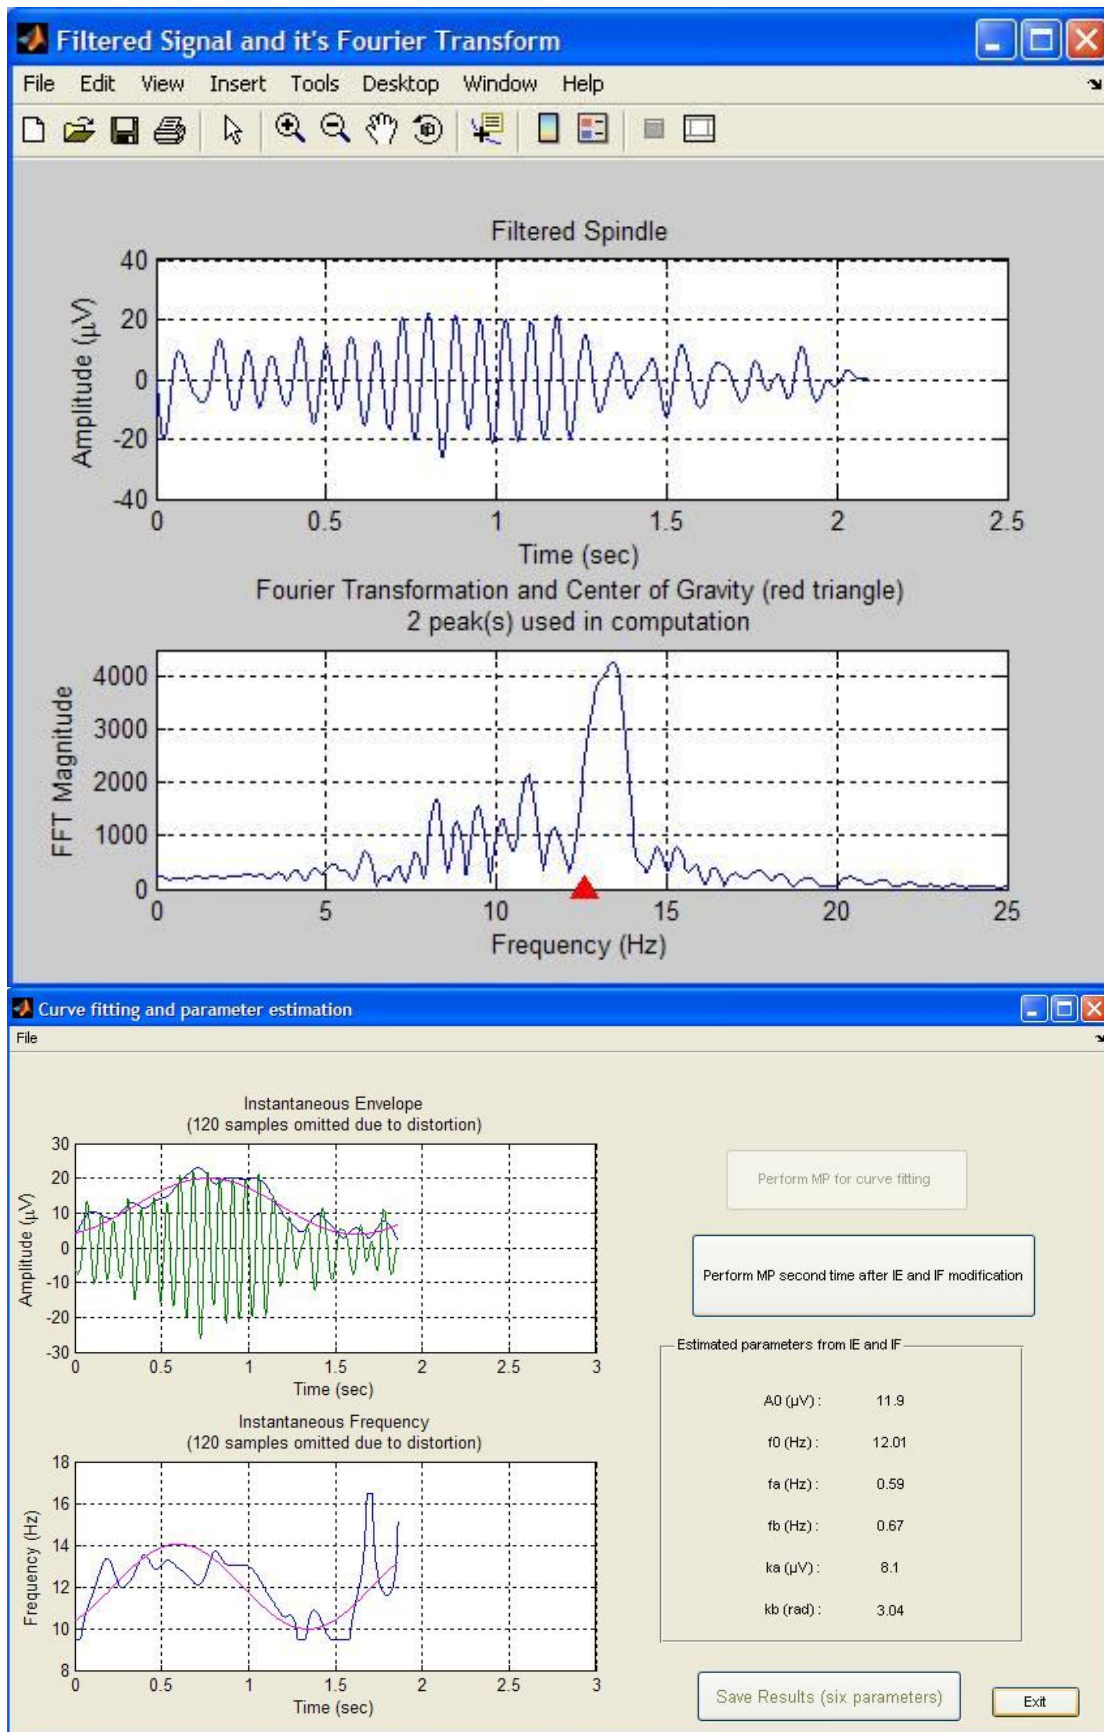 Filtered Signal and it's Fourier Transform
File Edit View Insert Tools Desktop Window Help
Filtered Spindle
40
20
0
-20
-40
Amplitude (µV)
0 0.5 1 1.5 2 2.5
Time (sec)
Fourier Transformation and Center of Gravity (red triangle)
2 peak(s) used in computation
4000
3000
2000
1000
0
FFT Magnitude
0 5 10 15 20 25
Frequency (Hz)
Curve fitting and parameter estimation
File
Instantaneous Envelope
(120 samples omitted due to distortion)
30
20
10
0
-10
-20
-30
Amplitude (µV)
0 0.5 1 1.5 2 2.5 3
Time (sec)
Instantaneous Frequency
(120 samples omitted due to distortion)
18
16
14
12
10
8
Frequency (Hz)
0 0.5 1 1.5 2 2.5 3
Time (sec)
Perform MP for curve fitting
Perform MP second time after IE and IF modification
Estimated parameters from IE and IF
A0 (µV) : 11.9
f0 (Hz) : 12.01
fa (Hz) : 0.59
fb (Hz) : 0.67
ka (µV) : 8.1
kb (rad) : 3.04
Save Results (six parameters)
Exit